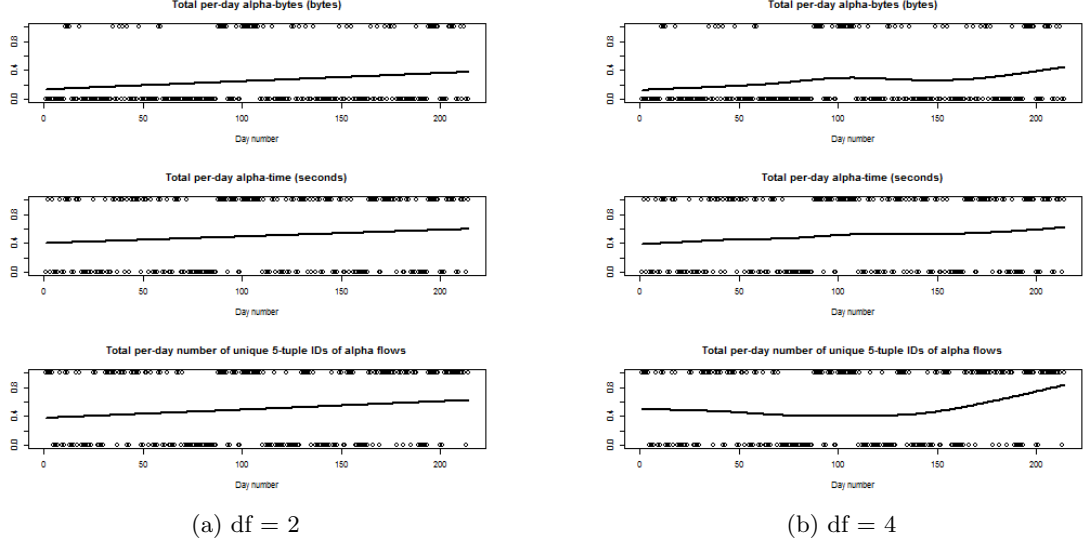 Total per-day alpha-bytes (bytes)
0.8
0.4
0.0
0 50 100 150 200
Day number
Total per-day alpha-time (seconds)
0.8
0.4
0.0
0 50 100 150 200
Day number
Total per-day number of unique 5-tuple IDs of alpha flows
0.8
0.4
0.0
0 50 100 150 200
Day number
(a) df = 2
Total per-day alpha-bytes (bytes)
0.8
0.4
0.0
0 50 100 150 200
Day number
Total per-day alpha-time (seconds)
0.8
0.4
0.0
0 50 100 150 200
Day number
Total per-day number of unique 5-tuple IDs of alpha flows
0.8
0.4
0.0
0 50 100 150 200
Day number
(b) df = 4